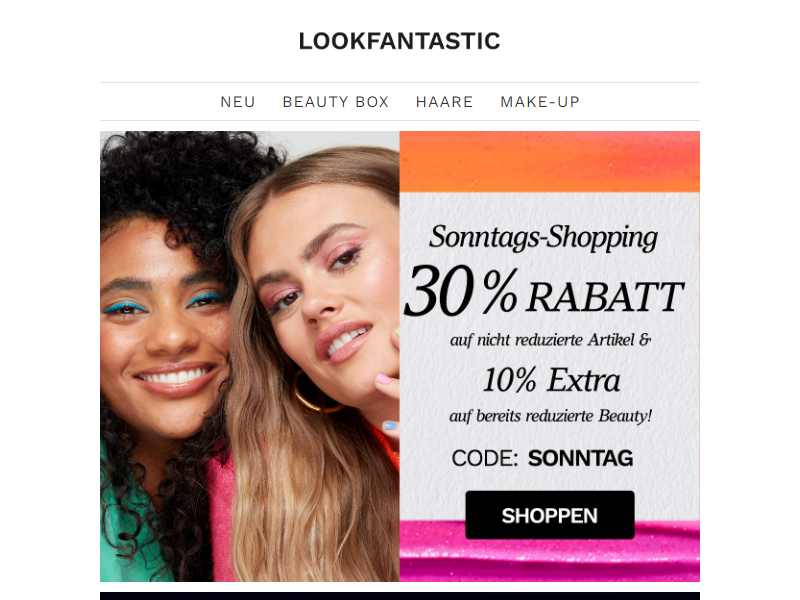 LOOKFANTASTIC
NEU BEAUTY BOX HAARE MAKE-UP
Sonntags-Shopping
30% RABATT
auf nicht reduzierte Artikel &
10% Extra
auf bereits reduzierte Beauty!
CODE: SONNTAG
SHOPPEN